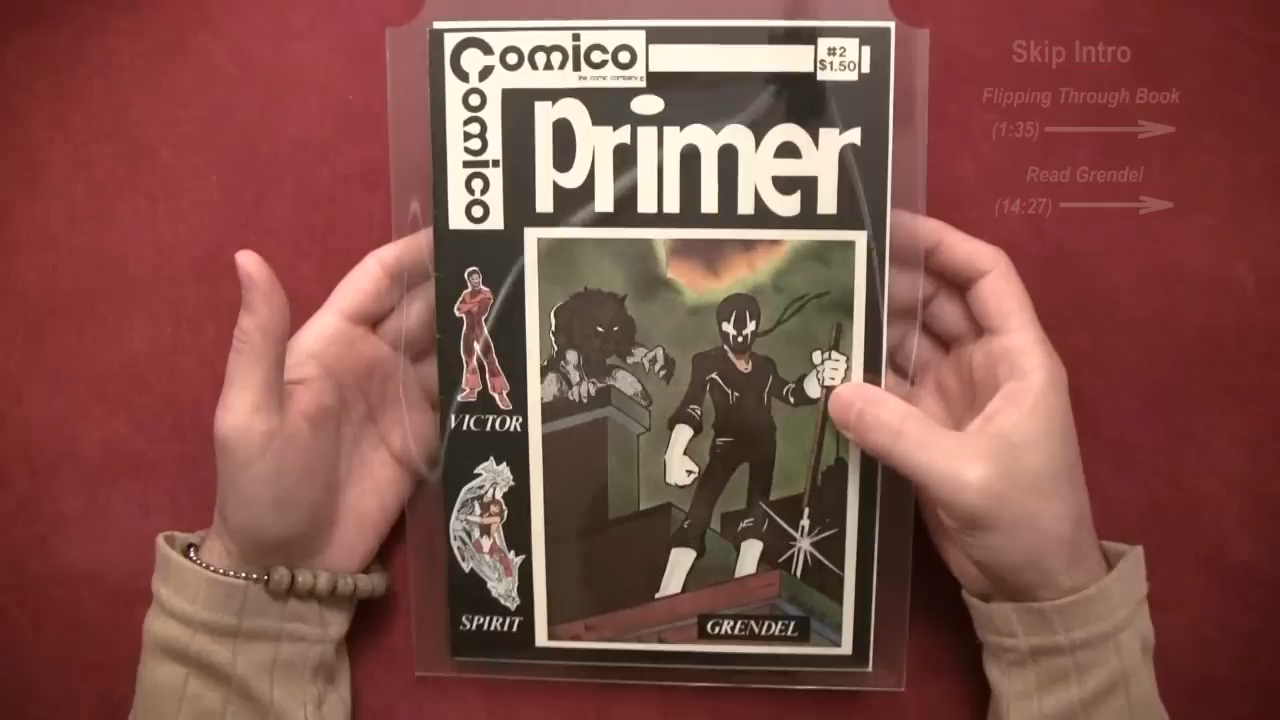 Comico
the comic company ©
Comico
#2
$1.50
Primer
VICTOR
SPIRIT
GRENDEL
Skip Intro
Flipping Through Book
(1:35)
Read Grendel
(14:27)